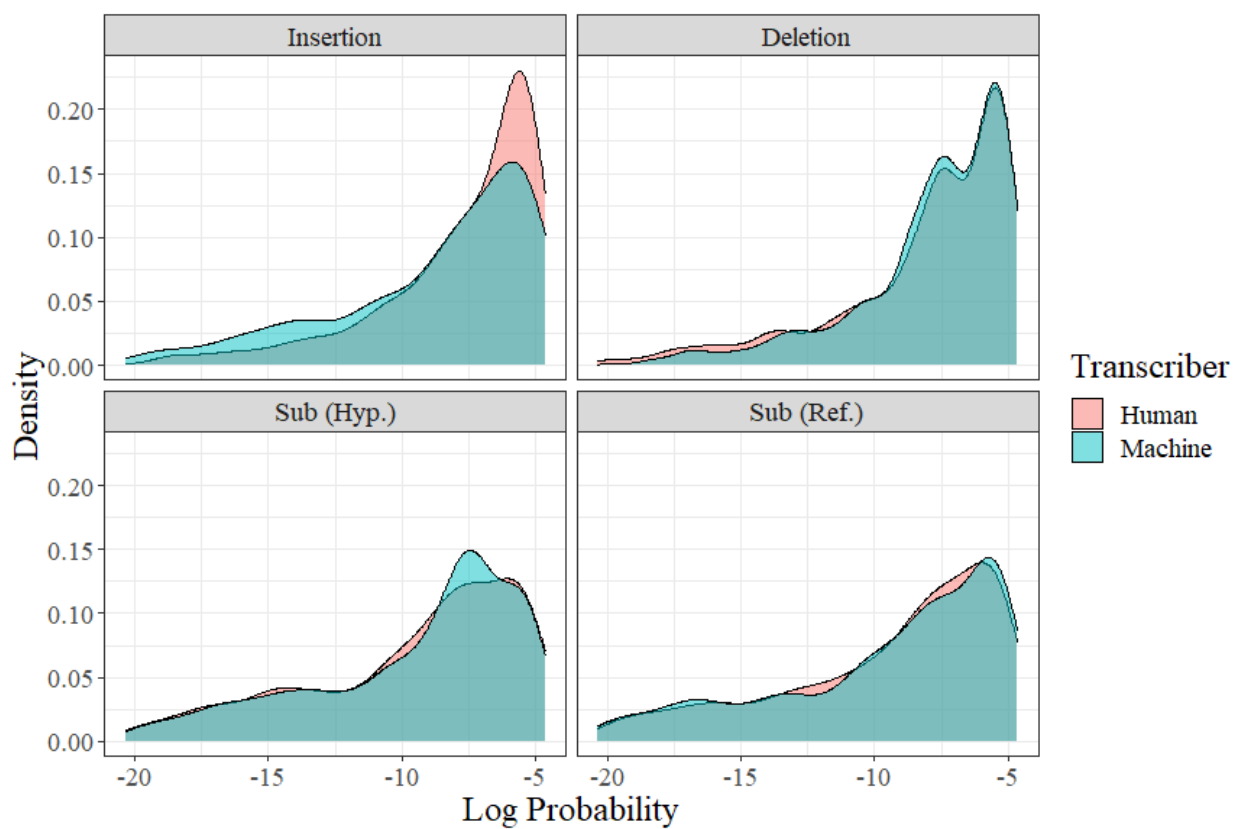 Insertion
Deletion
0.20
0.15
0.10
0.05
0.00
Sub (Hyp.)
Sub (Ref.)
0.20
0.15
0.10
0.05
0.00
-20
-15
-10
-5
-20
-15
-10
-5
Log Probability
Density
Transcriber
Human
Machine